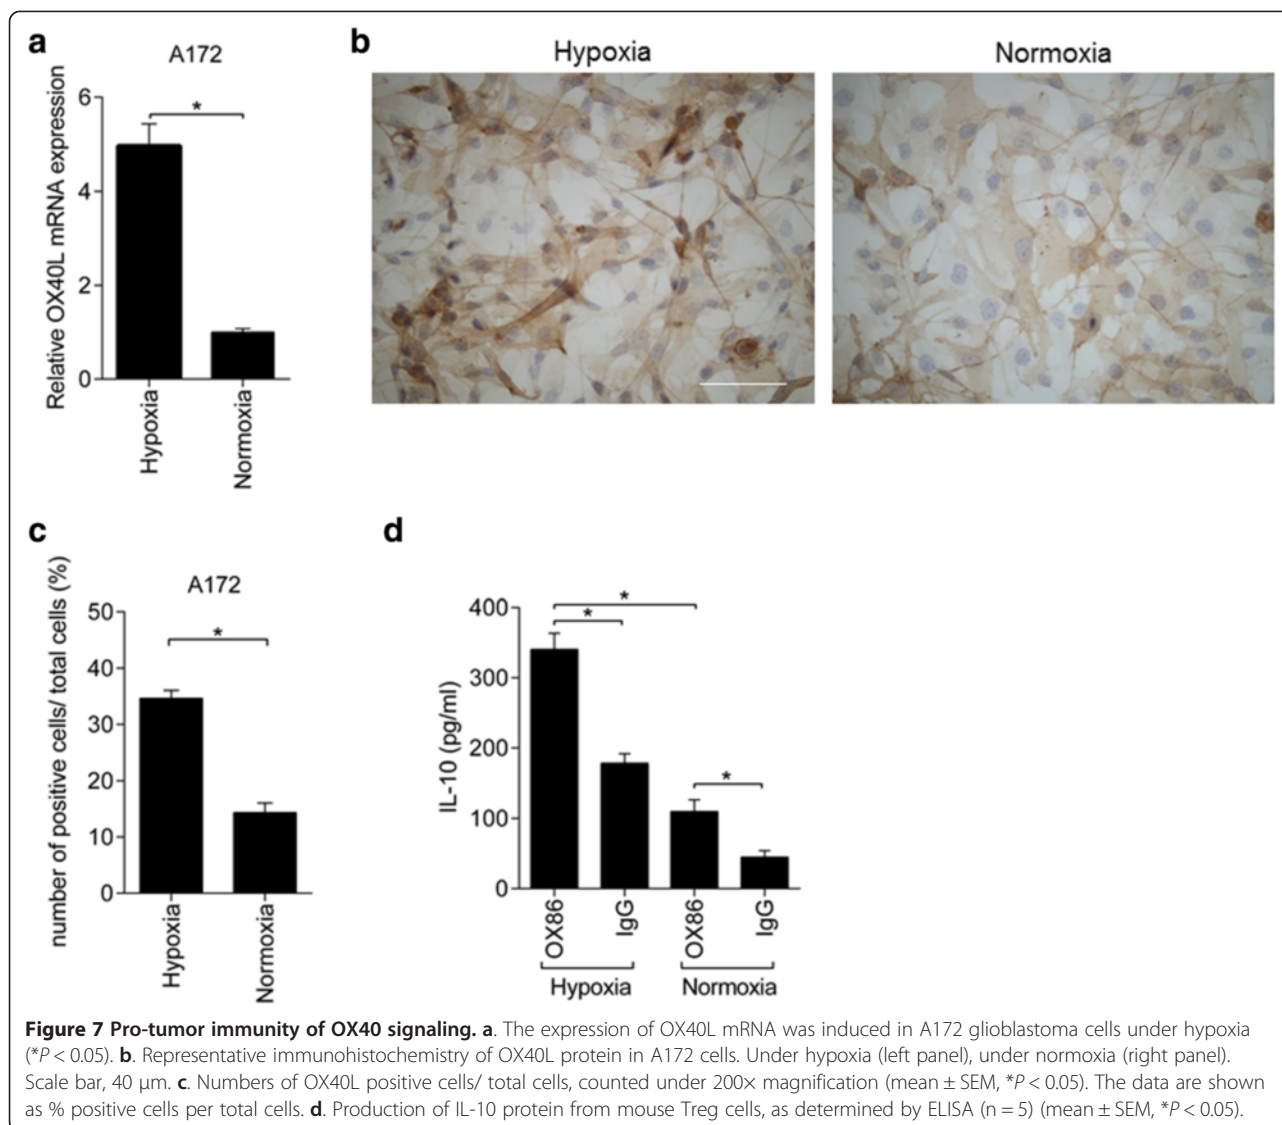 a
A172
Relative OX40L mRNA expression
6
4
2
0
*
Hypoxia
Normoxia
b
Hypoxia
Normoxia
c
A172
number of positive cells/ total cells (%)
50
40
30
20
10
0
*
Hypoxia
Normoxia
d
IL-10 (pg/ml)
400
300
200
100
0
*
*
*
OX86
IgG
OX86
IgG
Hypoxia
Normoxia
Figure 7 Pro-tumor immunity of OX40 signaling. a. The expression of OX40L mRNA was induced in A172 glioblastoma cells under hypoxia
(*P < 0.05). b. Representative immunohistochemistry of OX40L protein in A172 cells. Under hypoxia (left panel), under normoxia (right panel).
Scale bar, 40 μm. c. Numbers of OX40L positive cells/ total cells, counted under 200× magnification (mean ± SEM, *P < 0.05). The data are shown
as % positive cells per total cells. d. Production of IL-10 protein from mouse Treg cells, as determined by ELISA (n = 5) (mean ± SEM, *P < 0.05).